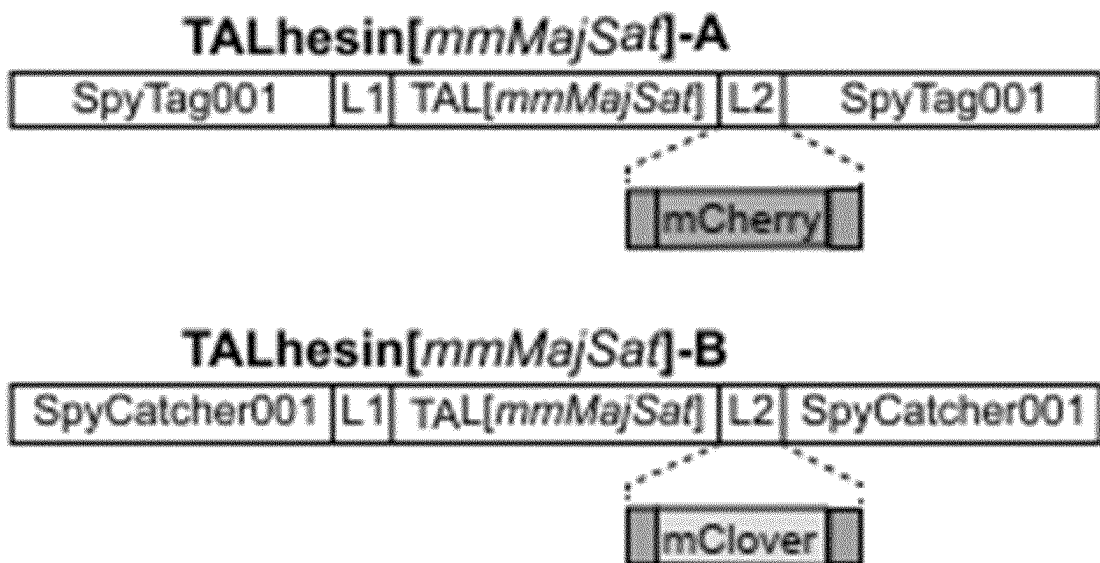 TALhesin[mmMajSat]-A
SpyTag001 L1 TAL[mmMajSat] L2 SpyTag001
mCherry
TALhesin[mmMajSat]-B
SpyCatcher001 L1 TAL[mmMajSat] L2 SpyCatcher001
mClover